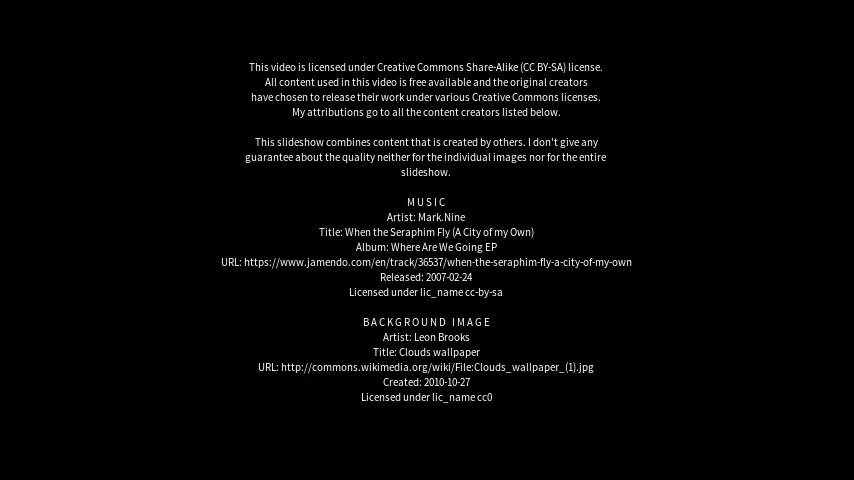 This video is licensed under Creative Commons Share-Alike (CC BY-SA) license.
All content used in this video is free available and the original creators
have chosen to release their work under various Creative Commons licenses.
My attributions go to all the content creators listed below.
This slideshow combines content that is created by others. I don't give any
guarantee about the quality neither for the individual images nor for the entire
slideshow.
MUSIC
Artist: Mark.Nine
Title: When the Seraphim Fly (A City of my Own)
Album: Where Are We Going EP
URL: https://www.jamendo.com/en/track/36537/when-the-seraphim-fly-a-city-of-my-own
Released: 2007-02-24
Licensed under lic_name cc-by-sa
BACKGROUND IMAGE
Artist: Leon Brooks
Title: Clouds wallpaper
URL: http://commons.wikimedia.org/wiki/File:Clouds_wallpaper_(1).jpg
Created: 2010-10-27
Licensed under lic_name cc0